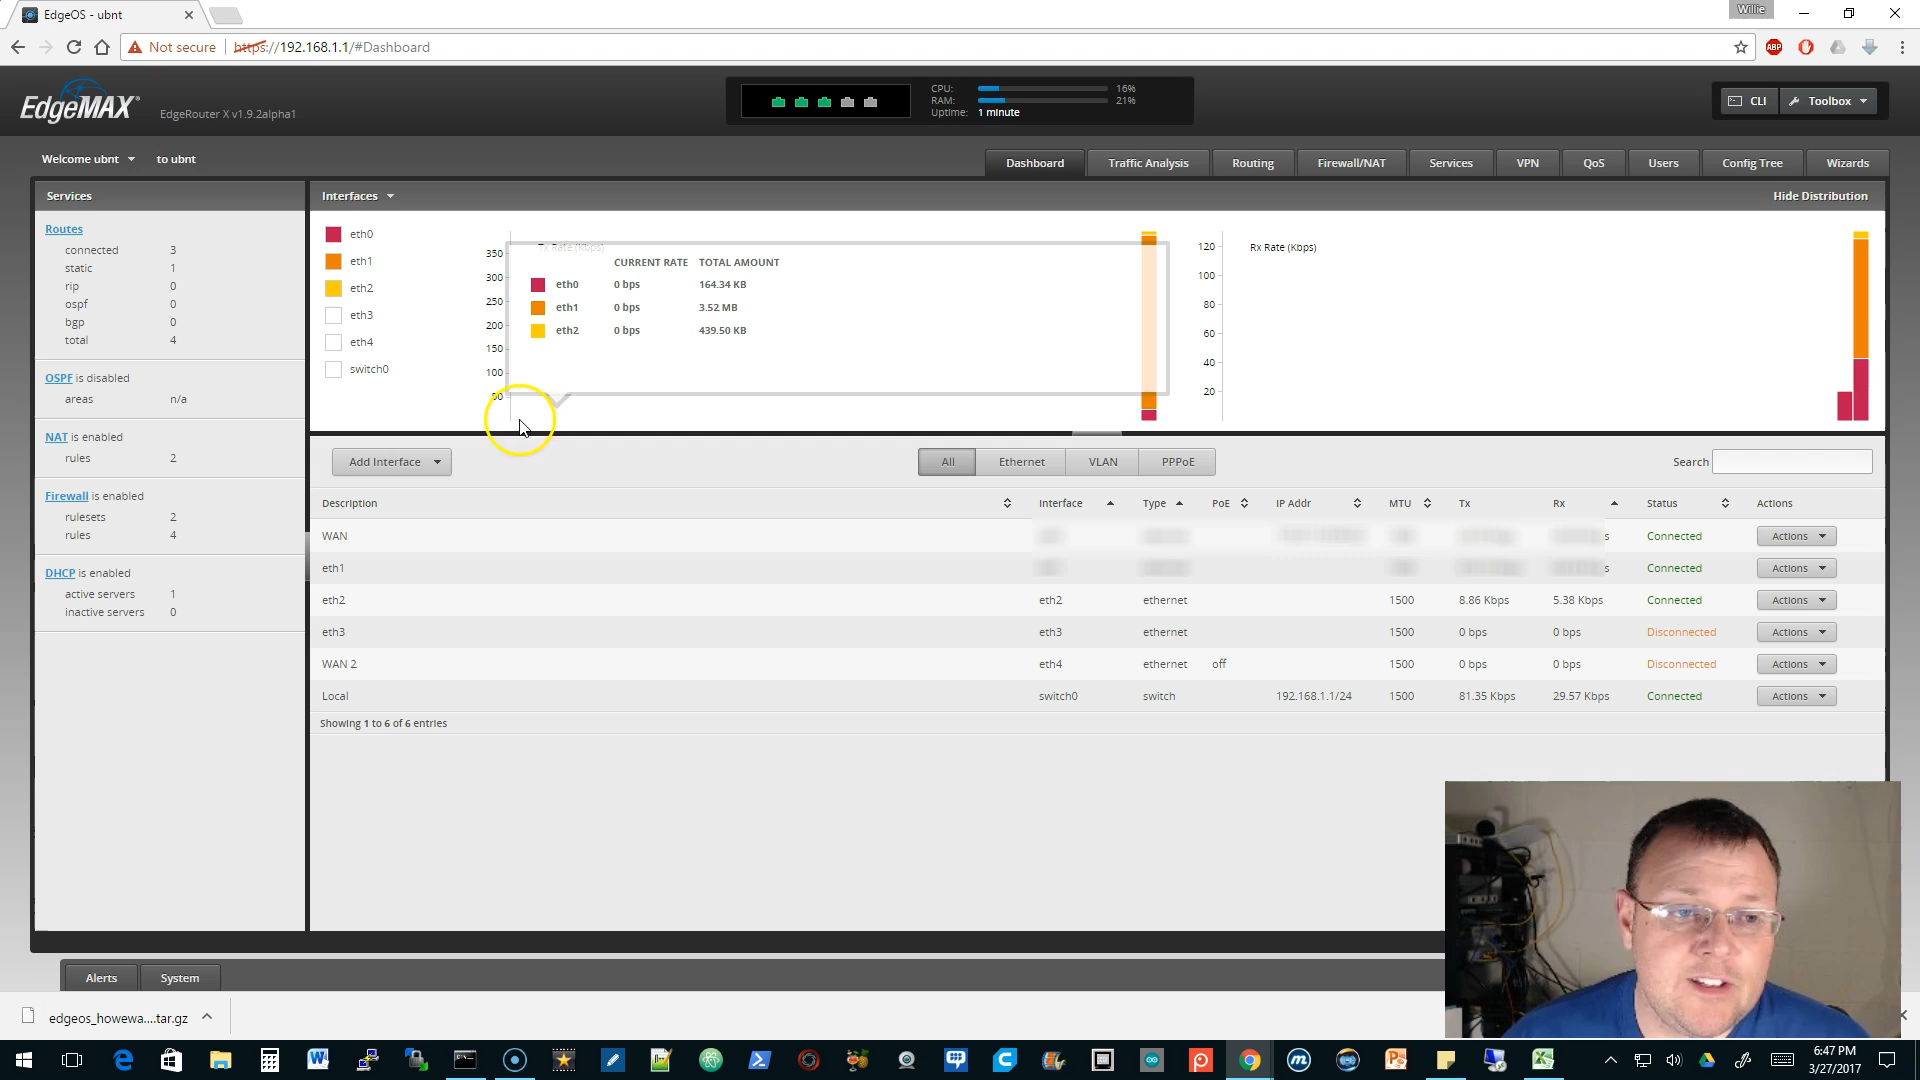 EdgeOS - ubnt
Willie
Not secure
https://192.168.1.1/#Dashboard
ABP
EdgeMAX
EdgeRouter X v1.9.2alpha1
CPU: 16%
RAM: 21%
Uptime: 1 minute
CLI
Toolbox
Welcome ubnt
to ubnt
Dashboard
Traffic Analysis
Routing
Firewall/NAT
Services
VPN
QoS
Users
Config Tree
Wizards
Services
Routes
connected 3
static 1
rip 0
ospf 0
bgp 0
total 4
OSPF is disabled
areas n/a
NAT is enabled
rules 2
Firewall is enabled
rulesets 2
rules 4
DHCP is enabled
active servers 1
inactive servers 0
Interfaces
Hide Distribution
eth0
eth1
eth2
eth3
eth4
switch0
Tx Rate (Kbps)
350
300
250
200
150
100
50
CURRENT RATE TOTAL AMOUNT
eth0 0 bps 164.34 KB
eth1 0 bps 3.52 MB
eth2 0 bps 439.50 KB
Rx Rate (Kbps)
120
100
80
60
40
20
Add Interface
All
Ethernet
VLAN
PPPoE
Search
Description Interface Type PoE IP Addr MTU Tx Rx Status Actions
WAN s Connected Actions
eth1 s Connected Actions
eth2 eth2 ethernet 1500 8.86 Kbps 5.38 Kbps Connected Actions
eth3 eth3 ethernet 1500 0 bps 0 bps Disconnected Actions
WAN 2 eth4 ethernet off 1500 0 bps 0 bps Disconnected Actions
Local switch0 switch 192.168.1.1/24 1500 81.35 Kbps 29.57 Kbps Connected Actions
Showing 1 to 6 of 6 entries
Alerts
System
edgeos_howewa....tar.gz
6:47 PM
3/27/2017